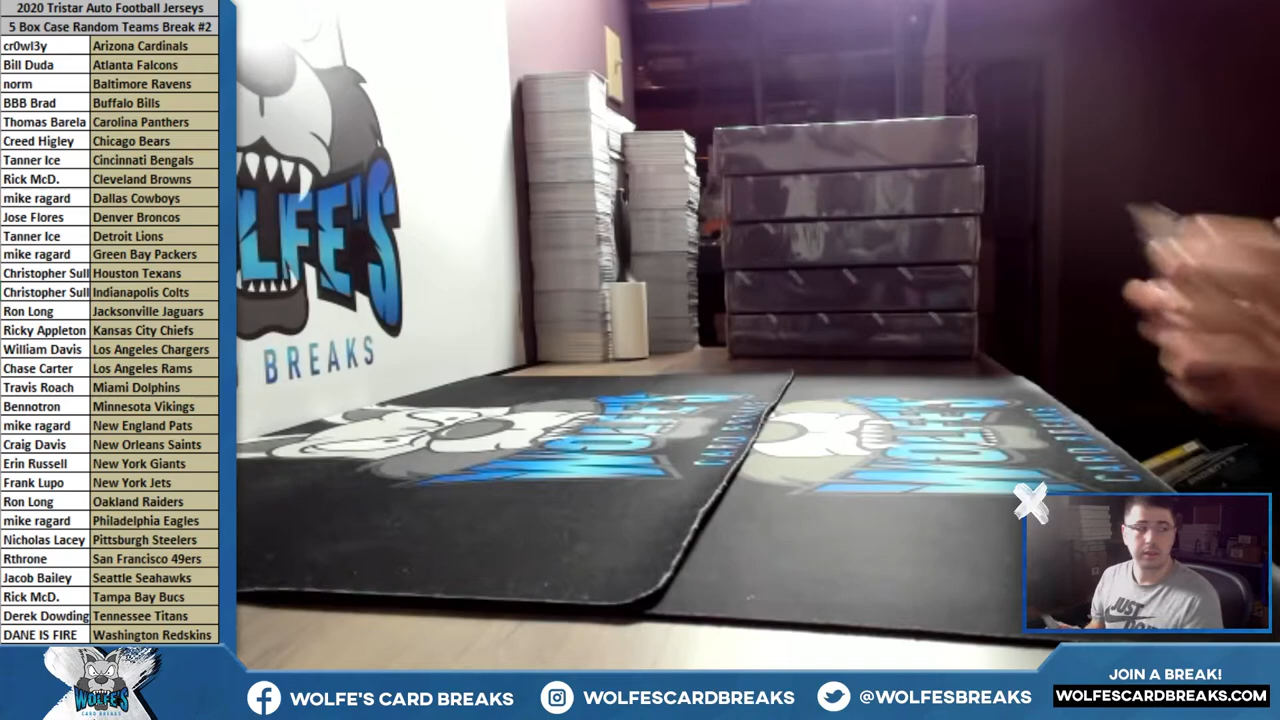 2020 Tristar Auto Football Jerseys
5 Box Case Random Teams Break #2
cr0wl3y Arizona Cardinals
Bill Duda Atlanta Falcons
norm Baltimore Ravens
BBB Brad Buffalo Bills
Thomas Barela Carolina Panthers
Creed Higley Chicago Bears
Tanner Ice Cincinnati Bengals
Rick McD. Cleveland Browns
mike ragard Dallas Cowboys
Jose Flores Denver Broncos
Tanner Ice Detroit Lions
mike ragard Green Bay Packers
Christopher Sull Houston Texans
Christopher Sull Indianapolis Colts
Ron Long Jacksonville Jaguars
Ricky Appleton Kansas City Chiefs
William Davis Los Angeles Chargers
Chase Carter Los Angeles Rams
Travis Roach Miami Dolphins
Bennotron Minnesota Vikings
mike ragard New England Pats
Craig Davis New Orleans Saints
Erin Russell New York Giants
Frank Lupo New York Jets
Ron Long Oakland Raiders
mike ragard Philadelphia Eagles
Nicholas Lacey Pittsburgh Steelers
Rthrone San Francisco 49ers
Jacob Bailey Seattle Seahawks
Rick McD. Tampa Bay Bucs
Derek Dowding Tennessee Titans
DANE IS FIRE Washington Redskins
OLFE'S
BREAKS
WOLFE'S
CARD
WOLFE'S
CARD BREAKS
JUST
WOLFE'S
CARD BREAKS
WOLFE'S CARD BREAKS
WOLFESCARDBREAKS
@WOLFESBREAKS
JOIN A BREAK!
WOLFESCARDBREAKS.COM